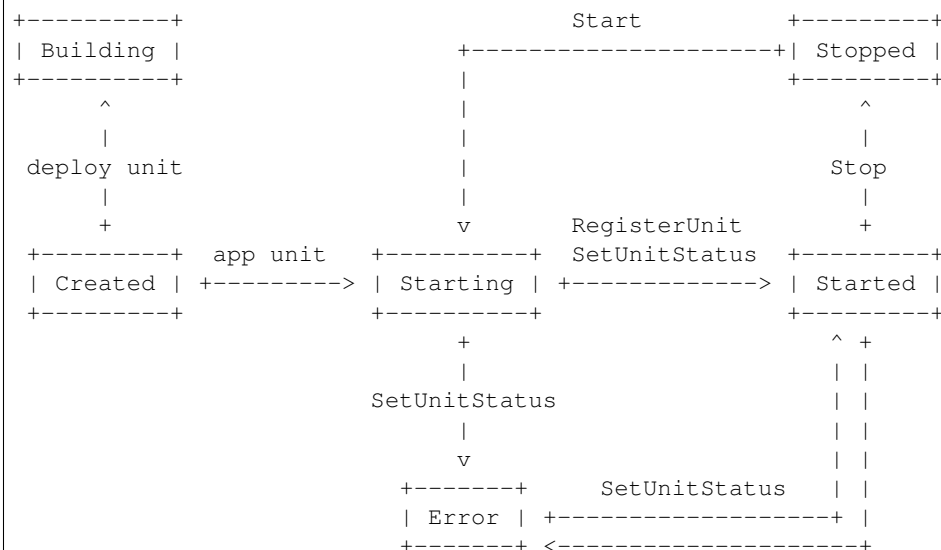 Start
Building
Stopped
deploy unit
Stop
RegisterUnit
app unit
SetUnitStatus
Created
Starting
Started
SetUnitStatus
SetUnitStatus
Error